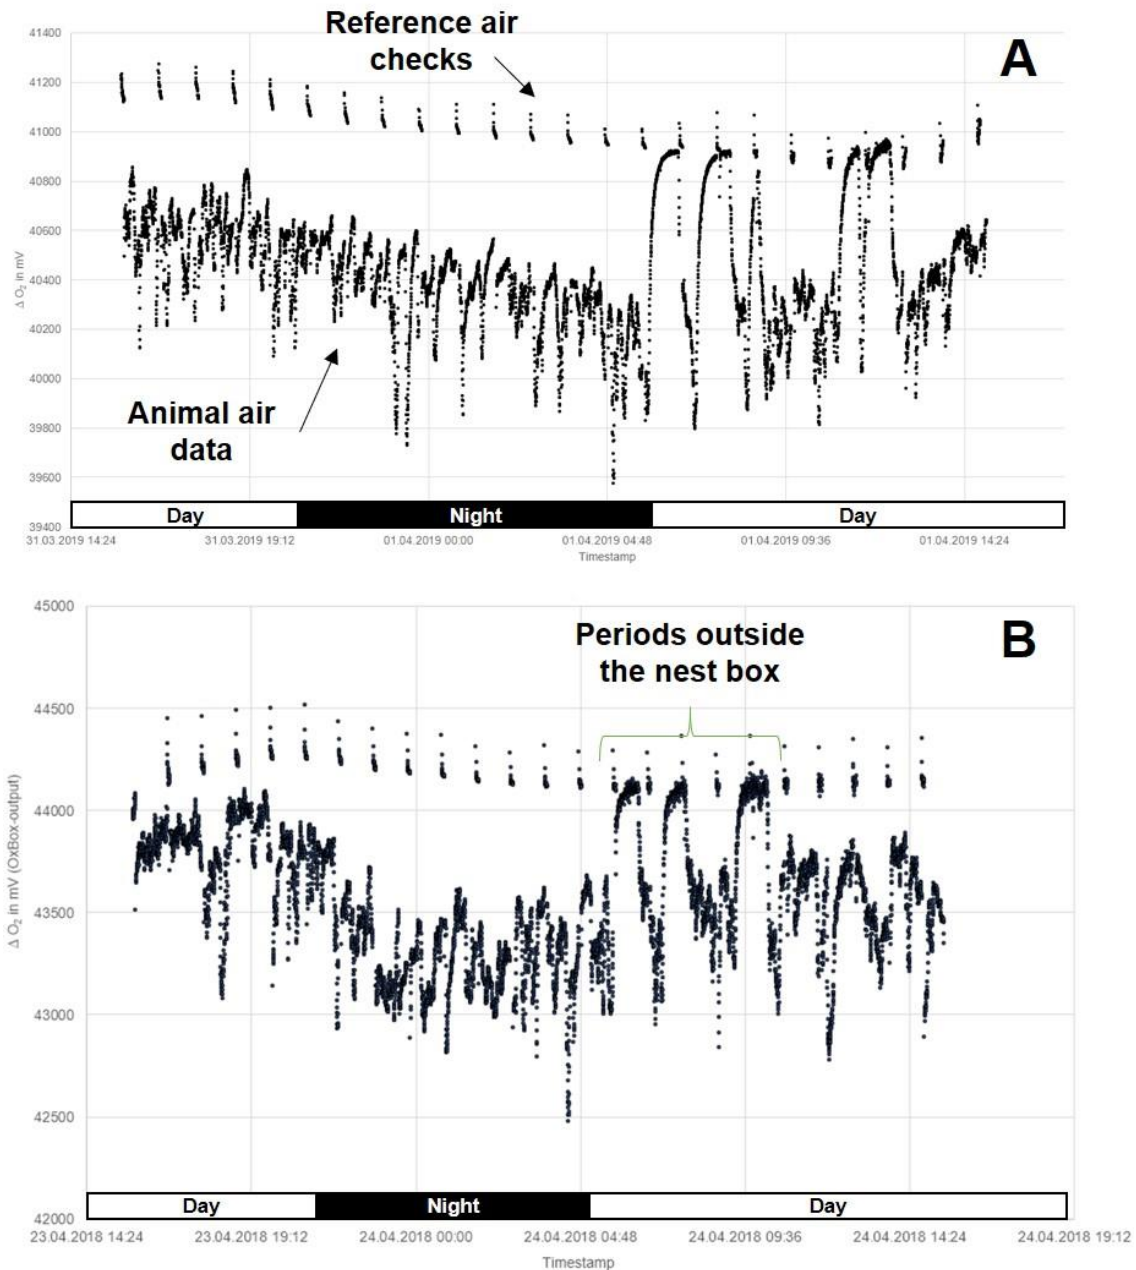 Reference air
checks
A
41400
41200
41000
40800
40600
40400
40200
40000
39800
39600
39400
Δ O₂ in mV
Animal air
data
Day
Night
Day
31.03.2019 14:24
31.03.2019 19:12
01.04.2019 00:00
01.04.2019 04:48
01.04.2019 09:36
01.04.2019 14:24
Timestamp
B
Periods outside
the nest box
45000
44500
44000
43500
43000
42500
42000
Δ O₂ in mV (OxBox-output)
Day
Night
Day
23.04.2018 14:24
23.04.2018 19:12
24.04.2018 00:00
24.04.2018 04:48
24.04.2018 09:36
24.04.2018 14:24
24.04.2018 19:12
Timestamp